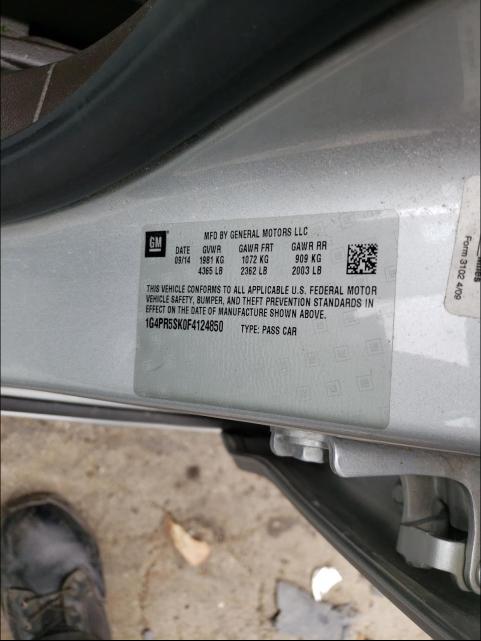 GM
MFD BY GENERAL MOTORS LLC
DATE GVWR GAWR FRT GAWR RR
09/14 1981 KG 1072 KG 909 KG
4365 LB 2362 LB 2003 LB
THIS VEHICLE CONFORMS TO ALL APPLICABLE U.S. FEDERAL MOTOR
VEHICLE SAFETY, BUMPER, AND THEFT PREVENTION STANDARDS IN
EFFECT ON THE DATE OF MANUFACTURE SHOWN ABOVE.
1G4PR5SK0F4124850 TYPE: PASS CAR
Form 3102 4/09